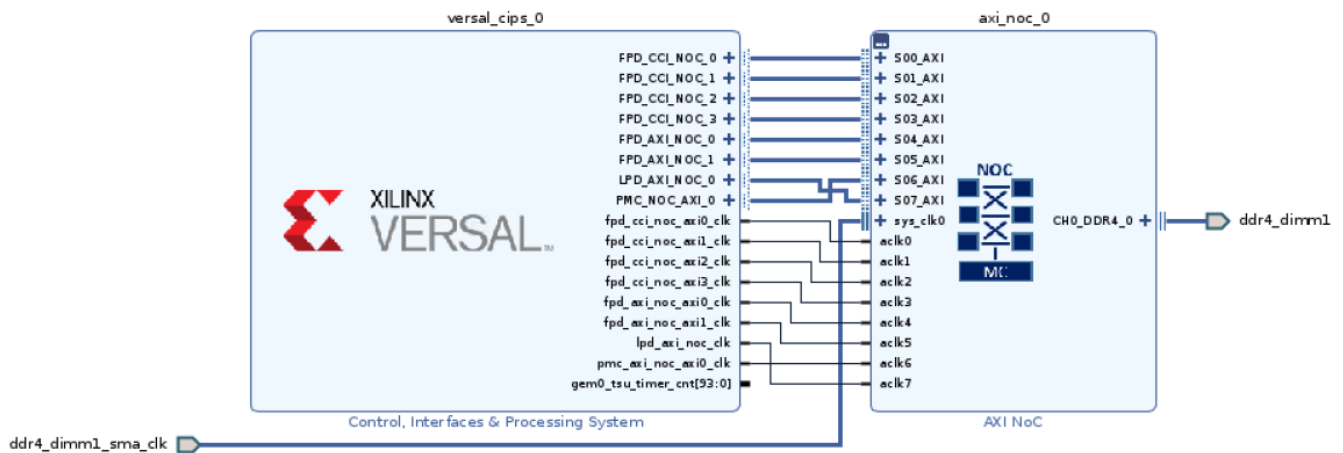 versal_cips_0
axi_noc_0
FPD_CCI_NOC_0
FPD_CCI_NOC_1
FPD_CCI_NOC_2
FPD_CCI_NOC_3
FPD_AXI_NOC_0
FPD_AXI_NOC_1
LPD_AXI_NOC_0
PMC_NOC_AXI_0
fpd_cci_noc_axi0_clk
fpd_cci_noc_axi1_clk
fpd_cci_noc_axi2_clk
fpd_cci_noc_axi3_clk
fpd_axi_noc_axi0_clk
fpd_axi_noc_axi1_clk
lpd_axi_noc_clk
pmc_axi_noc_axi0_clk
gem0_tsu_timer_cnt[93:0]
XILINX
VERSAL™
Control, Interfaces & Processing System
S00_AXI
S01_AXI
S02_AXI
S03_AXI
S04_AXI
S05_AXI
S06_AXI
S07_AXI
sys_clk0
aclk0
aclk1
aclk2
aclk3
aclk4
aclk5
aclk6
aclk7
NOC
MC
CH0_DDR4_0
AXI NoC
ddr4_dimm1
ddr4_dimm1_sma_clk